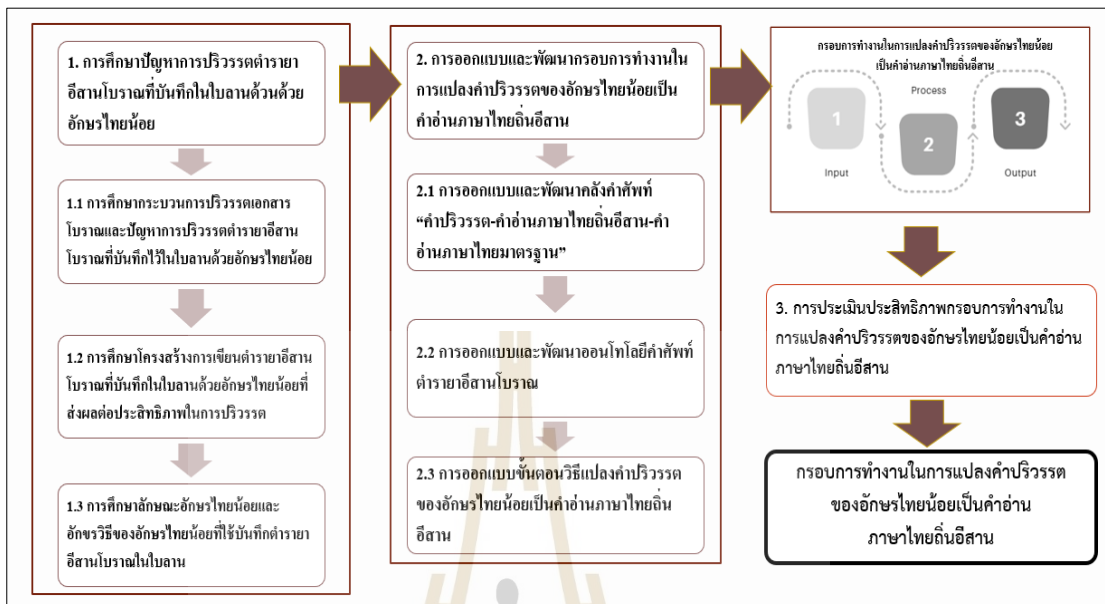 1. การศึกษาปัญหาการปริวรรตตำรายา
อีสานโบราณที่บันทึกในใบลานด้วนด้วย
อักษรไทยน้อย
1.1 การศึกษากระบวนการปริวรรตเอกสาร
โบราณและปัญหาการปริวรรตตำรายาอีสาน
โบราณที่บันทึกไว้ในใบลานด้วยอักษรไทยน้อย
1.2 การศึกษาโครงสร้างการเขียนตำรายาอีสาน
โบราณที่บันทึกในใบลานด้วยอักษรไทยน้อยที่
ส่งผลต่อประสิทธิภาพในการปริวรรต
1.3 การศึกษาลักษณะอักษรไทยน้อยและ
อักขรวิธีของอักษรไทยน้อยที่ใช้บันทึกตำรายา
อีสานโบราณในใบลาน
2. การออกแบบและพัฒนากรอบการทำงานใน
การแปลงคำปริวรรตของอักษรไทยน้อยเป็น
คำอ่านภาษาไทยถิ่นอีสาน
2.1 การออกแบบและพัฒนาคลังคำศัพท์
“คำปริวรรต-คำอ่านภาษาไทยถิ่นอีสาน-คำ
อ่านภาษาไทยมาตรฐาน”
2.2 การออกแบบและพัฒนาออนโทโลยีคำศัพท์
ตำรายาอีสานโบราณ
2.3 การออกแบบขั้นตอนวิธีแปลงคำปริวรรต
ของอักษรไทยน้อยเป็นคำอ่านภาษาไทยถิ่น
อีสาน
กรอบการทำงานในการแปลงคำปริวรรตของอักษรไทยน้อย
เป็นคำอ่านภาษาไทยถิ่นอีสาน
Process
1
2
3
Input
Output
3. การประเมินประสิทธิภาพกรอบการทำงานใน
การแปลงคำปริวรรตของอักษรไทยน้อยเป็นคำอ่าน
ภาษาไทยถิ่นอีสาน
กรอบการทำงานในการแปลงคำปริวรรต
ของอักษรไทยน้อยเป็นคำอ่าน
ภาษาไทยถิ่นอีสาน